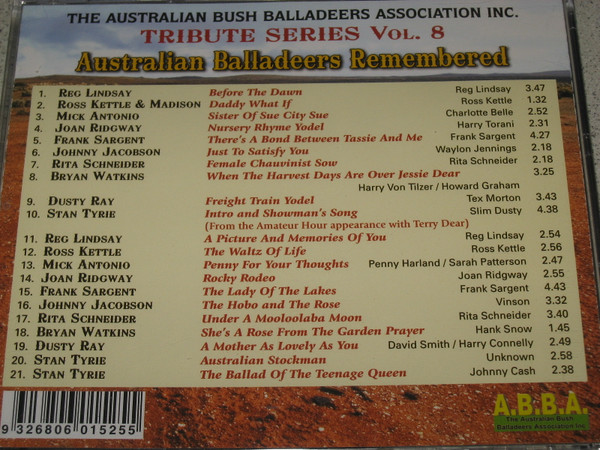 THE AUSTRALIAN BUSH BALLADEERS ASSOCIATION INC.
TRIBUTE SERIES VOL. 8
Australian Balladeers Remembered
1. REG LINDSAY Before The Dawn Reg Lindsay 3.47
2. ROSS KETTLE & MADISON Daddy What If Ross Kettle 1.32
3. MICK ANTONIO Sister Of Sue City Sue Charlotte Belle 2.52
4. JOAN RIDGWAY Nursery Rhyme Yodel Harry Torani 2.31
5. FRANK SARGENT There's A Bond Between Tassie And Me Frank Sargent 4.27
6. JOHNNY JACOBSON Just To Satisfy You Waylon Jennings 2.18
7. RITA SCHNEIDER Female Chauvinist Sow Rita Schneider 2.18
8. BRYAN WATKINS When The Harvest Days Are Over Jessie Dear 3.25
Harry Von Tilzer / Howard Graham
9. DUSTY RAY Freight Train Yodel Tex Morton 3.43
10. STAN TYRIE Intro and Showman's Song Slim Dusty 4.38
(From the Amateur Hour appearance with Terry Dear)
11. REG LINDSAY A Picture And Memories Of You Reg Lindsay 2.54
12. ROSS KETTLE The Waltz Of Life Ross Kettle 2.56
13. MICK ANTONIO Penny For Your Thoughts Penny Harland / Sarah Patterson 2.47
14. JOAN RIDGWAY Rocky Rodeo Joan Ridgway 2.55
15. FRANK SARGENT The Lady Of The Lakes Frank Sargent 4.43
16. JOHNNY JACOBSON The Hobo and The Rose Vinson 3.32
17. RITA SCHNEIDER Under A Mooloolaba Moon Rita Schneider 3.40
18. BRYAN WATKINS She's A Rose From The Garden Prayer Hank Snow 1.45
19. DUSTY RAY A Mother As Lovely As You David Smith / Harry Connelly 2.49
20. STAN TYRIE Australian Stockman Unknown 2.58
21. STAN TYRIE The Ballad Of The Teenage Queen Johnny Cash 2.38
9 326806 015255
A.B.B.A.
The Australian Bush
Balladeers Association Inc.